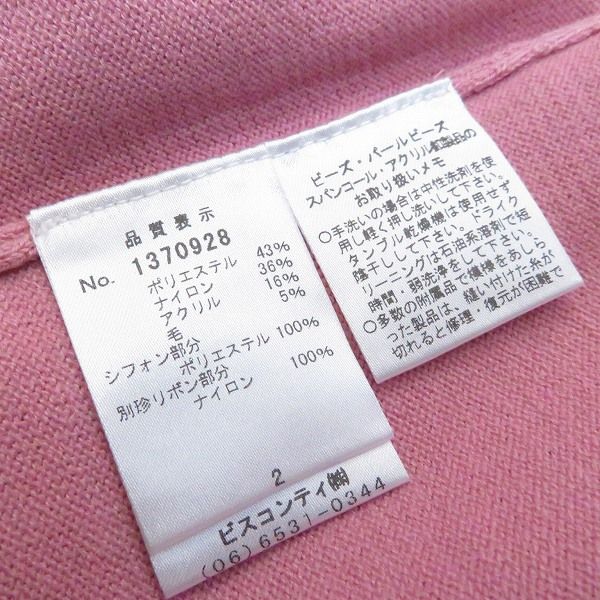 品質表示
No. 1370928
ポリエステル 43%
ナイロン 36%
アクリル 16%
毛 5%
シフォン部分
ポリエステル 100%
別珍リボン部分
ナイロン 100%
2
ビスコンティ㈱
(06)6531-0344
ビーズ・パールビーズ
スパンコール・アクリル釦製品の
お取り扱いメモ
○手洗いの場合は中性洗剤を使
用し軽く押し洗いして下さい。
タンブル乾燥機は使用せず
陰干しして下さい。ドライク
リーニングは石油系溶剤で短
時間・弱洗浄をして下さい。
○多数の附属品で模様をあしら
った製品は、縫い付けた糸が
切れると修理・復元が困難で